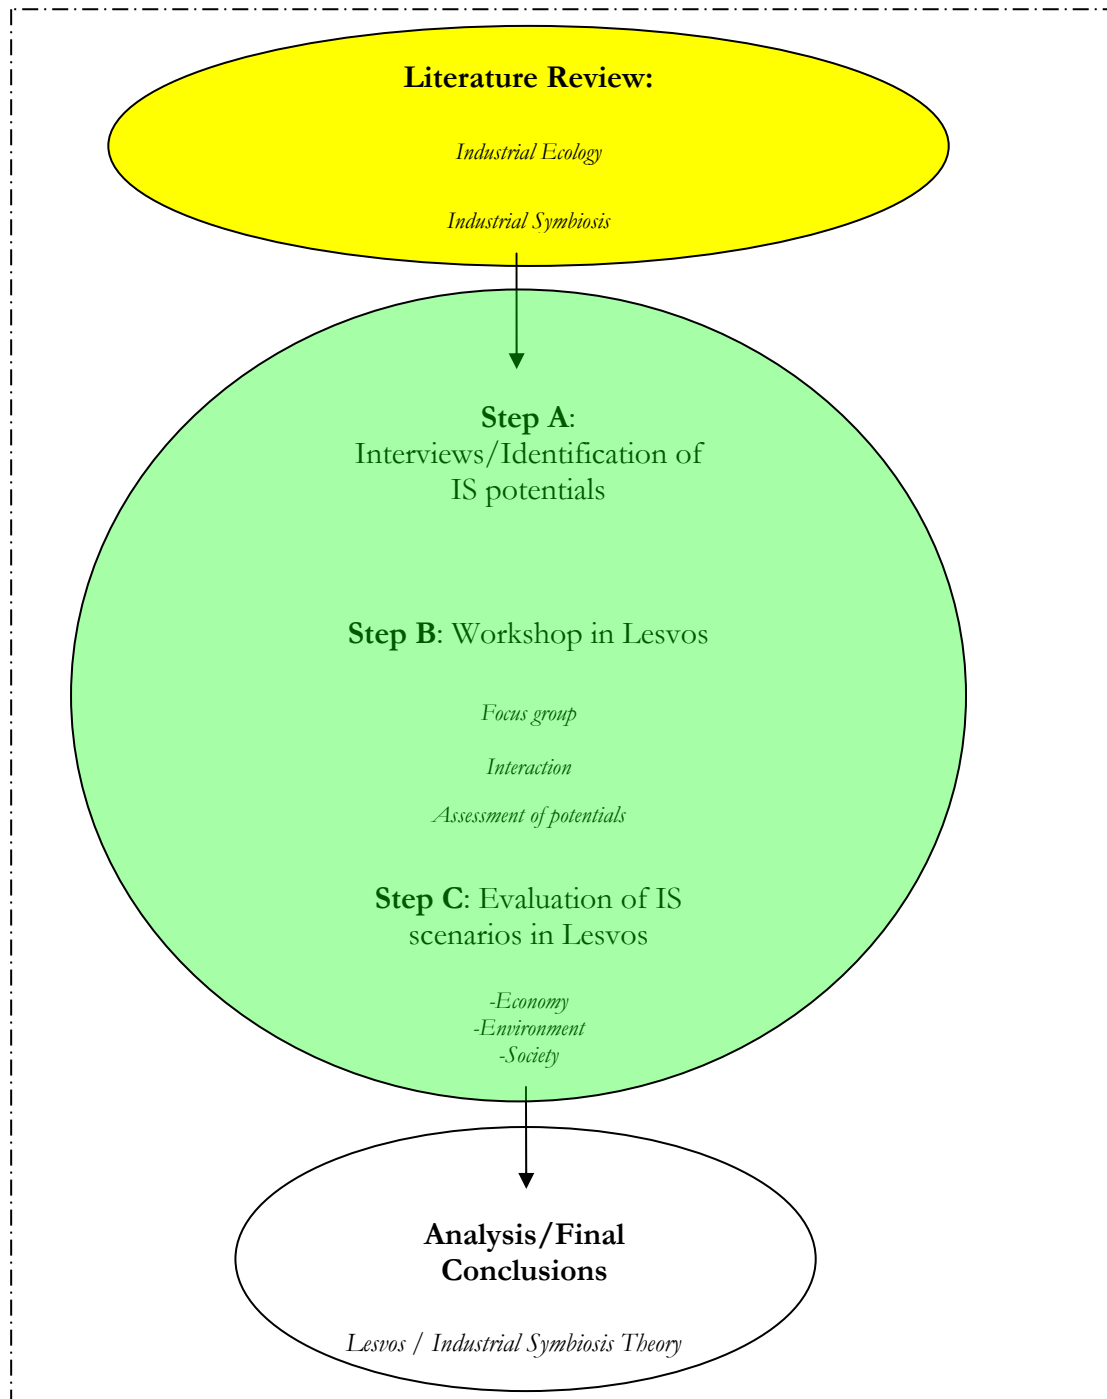 Literature Review:
Industrial Ecology
Industrial Symbiosis
Step A:
Interviews/Identification of
IS potentials
Step B: Workshop in Lesvos
Focus group
Interaction
Assessment of potentials
Step C: Evaluation of IS
scenarios in Lesvos
-Economy
-Environment
-Society
Analysis/Final
Conclusions
Lesvos / Industrial Symbiosis Theory